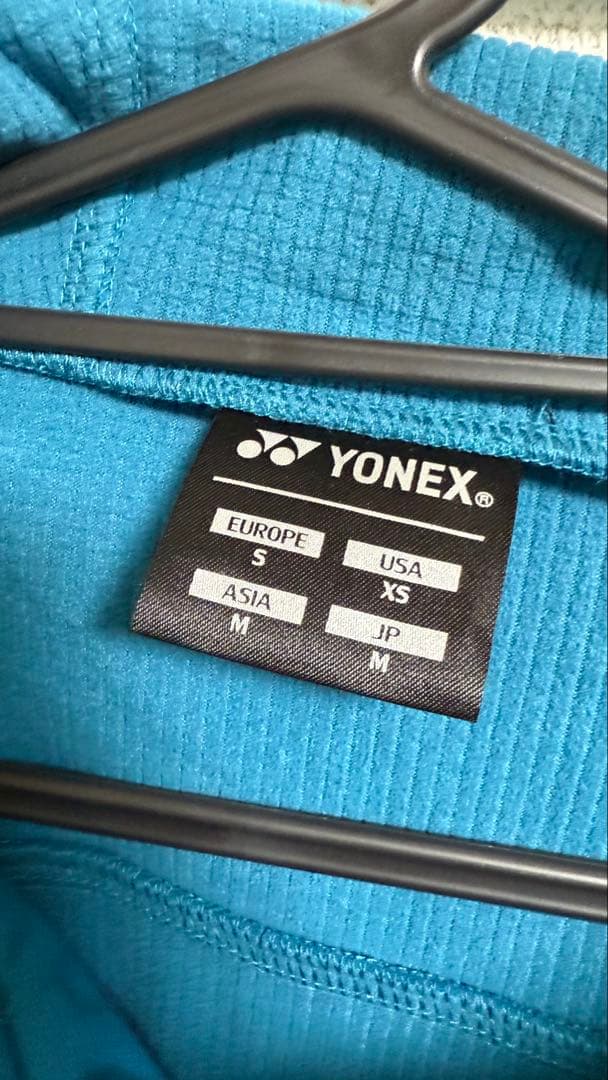 YONEX®
EUROPE USA
S XS
ASIA JP
M M